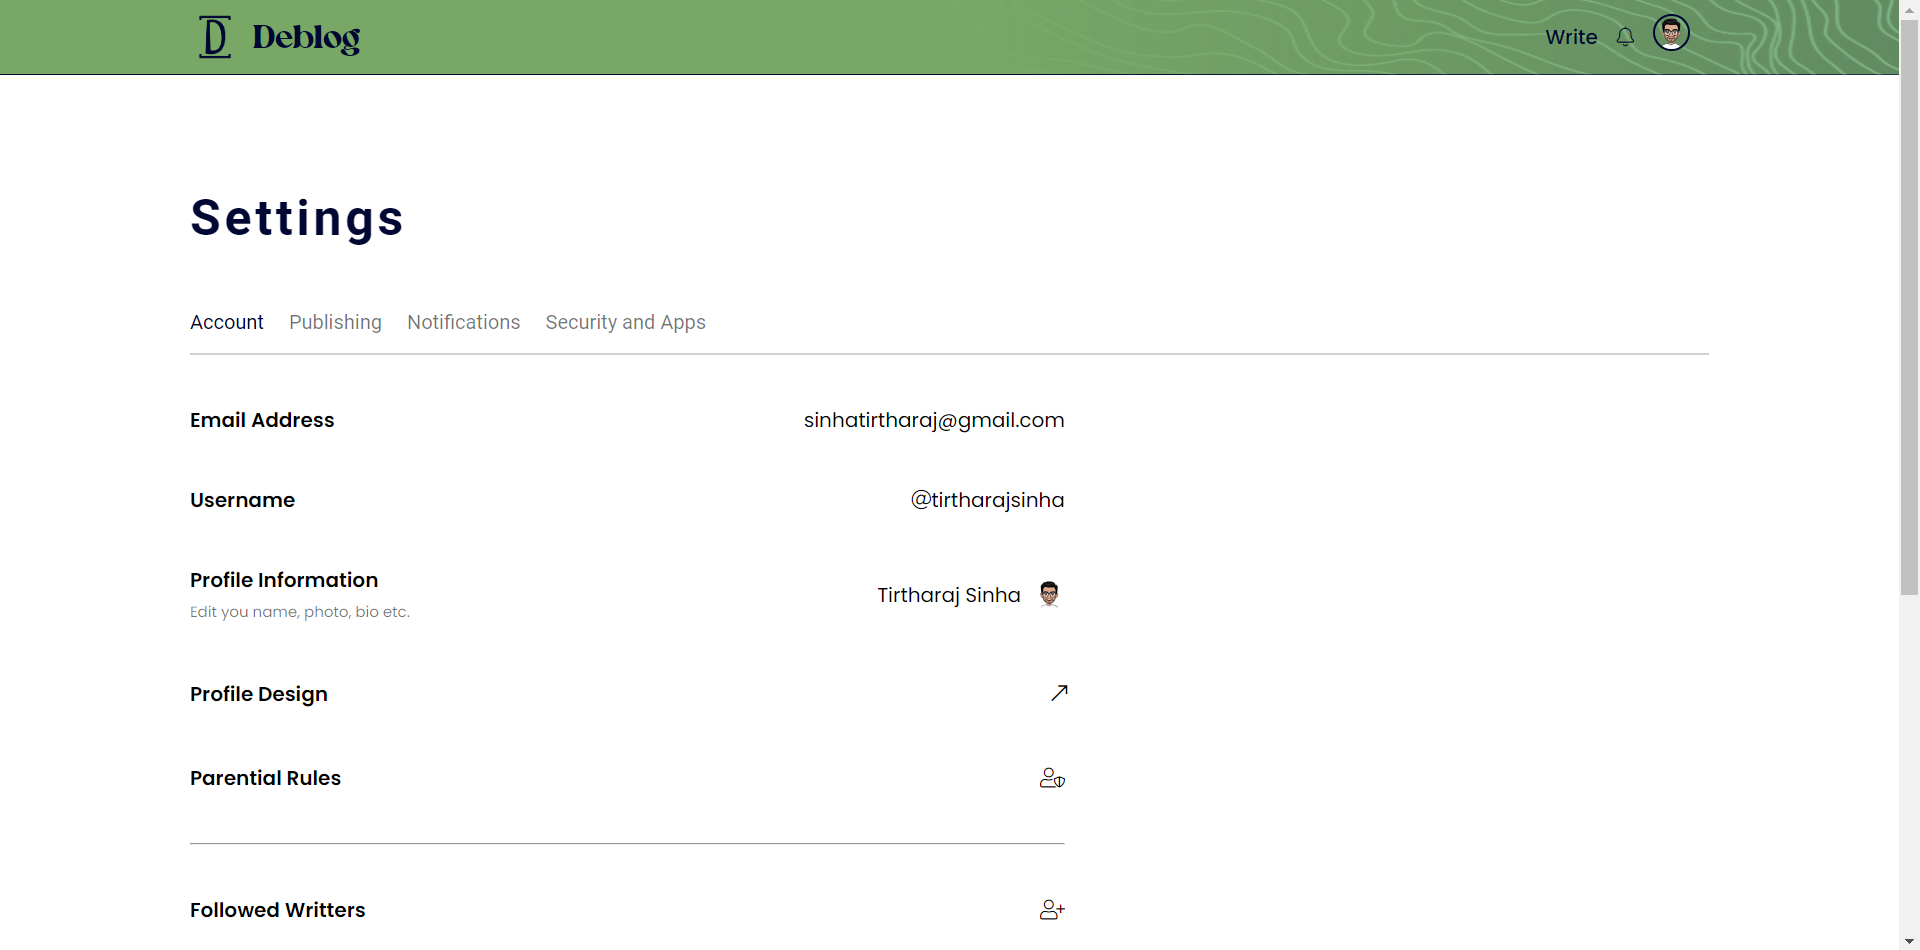 D Deblog
Write
Settings
Account Publishing Notifications Security and Apps
Email Address sinhatirtharaj@gmail.com
Username @tirtharajsinha
Profile Information
Tirtharaj Sinha
Edit you name, photo, bio etc.
Profile Design
Parential Rules
Followed Writters